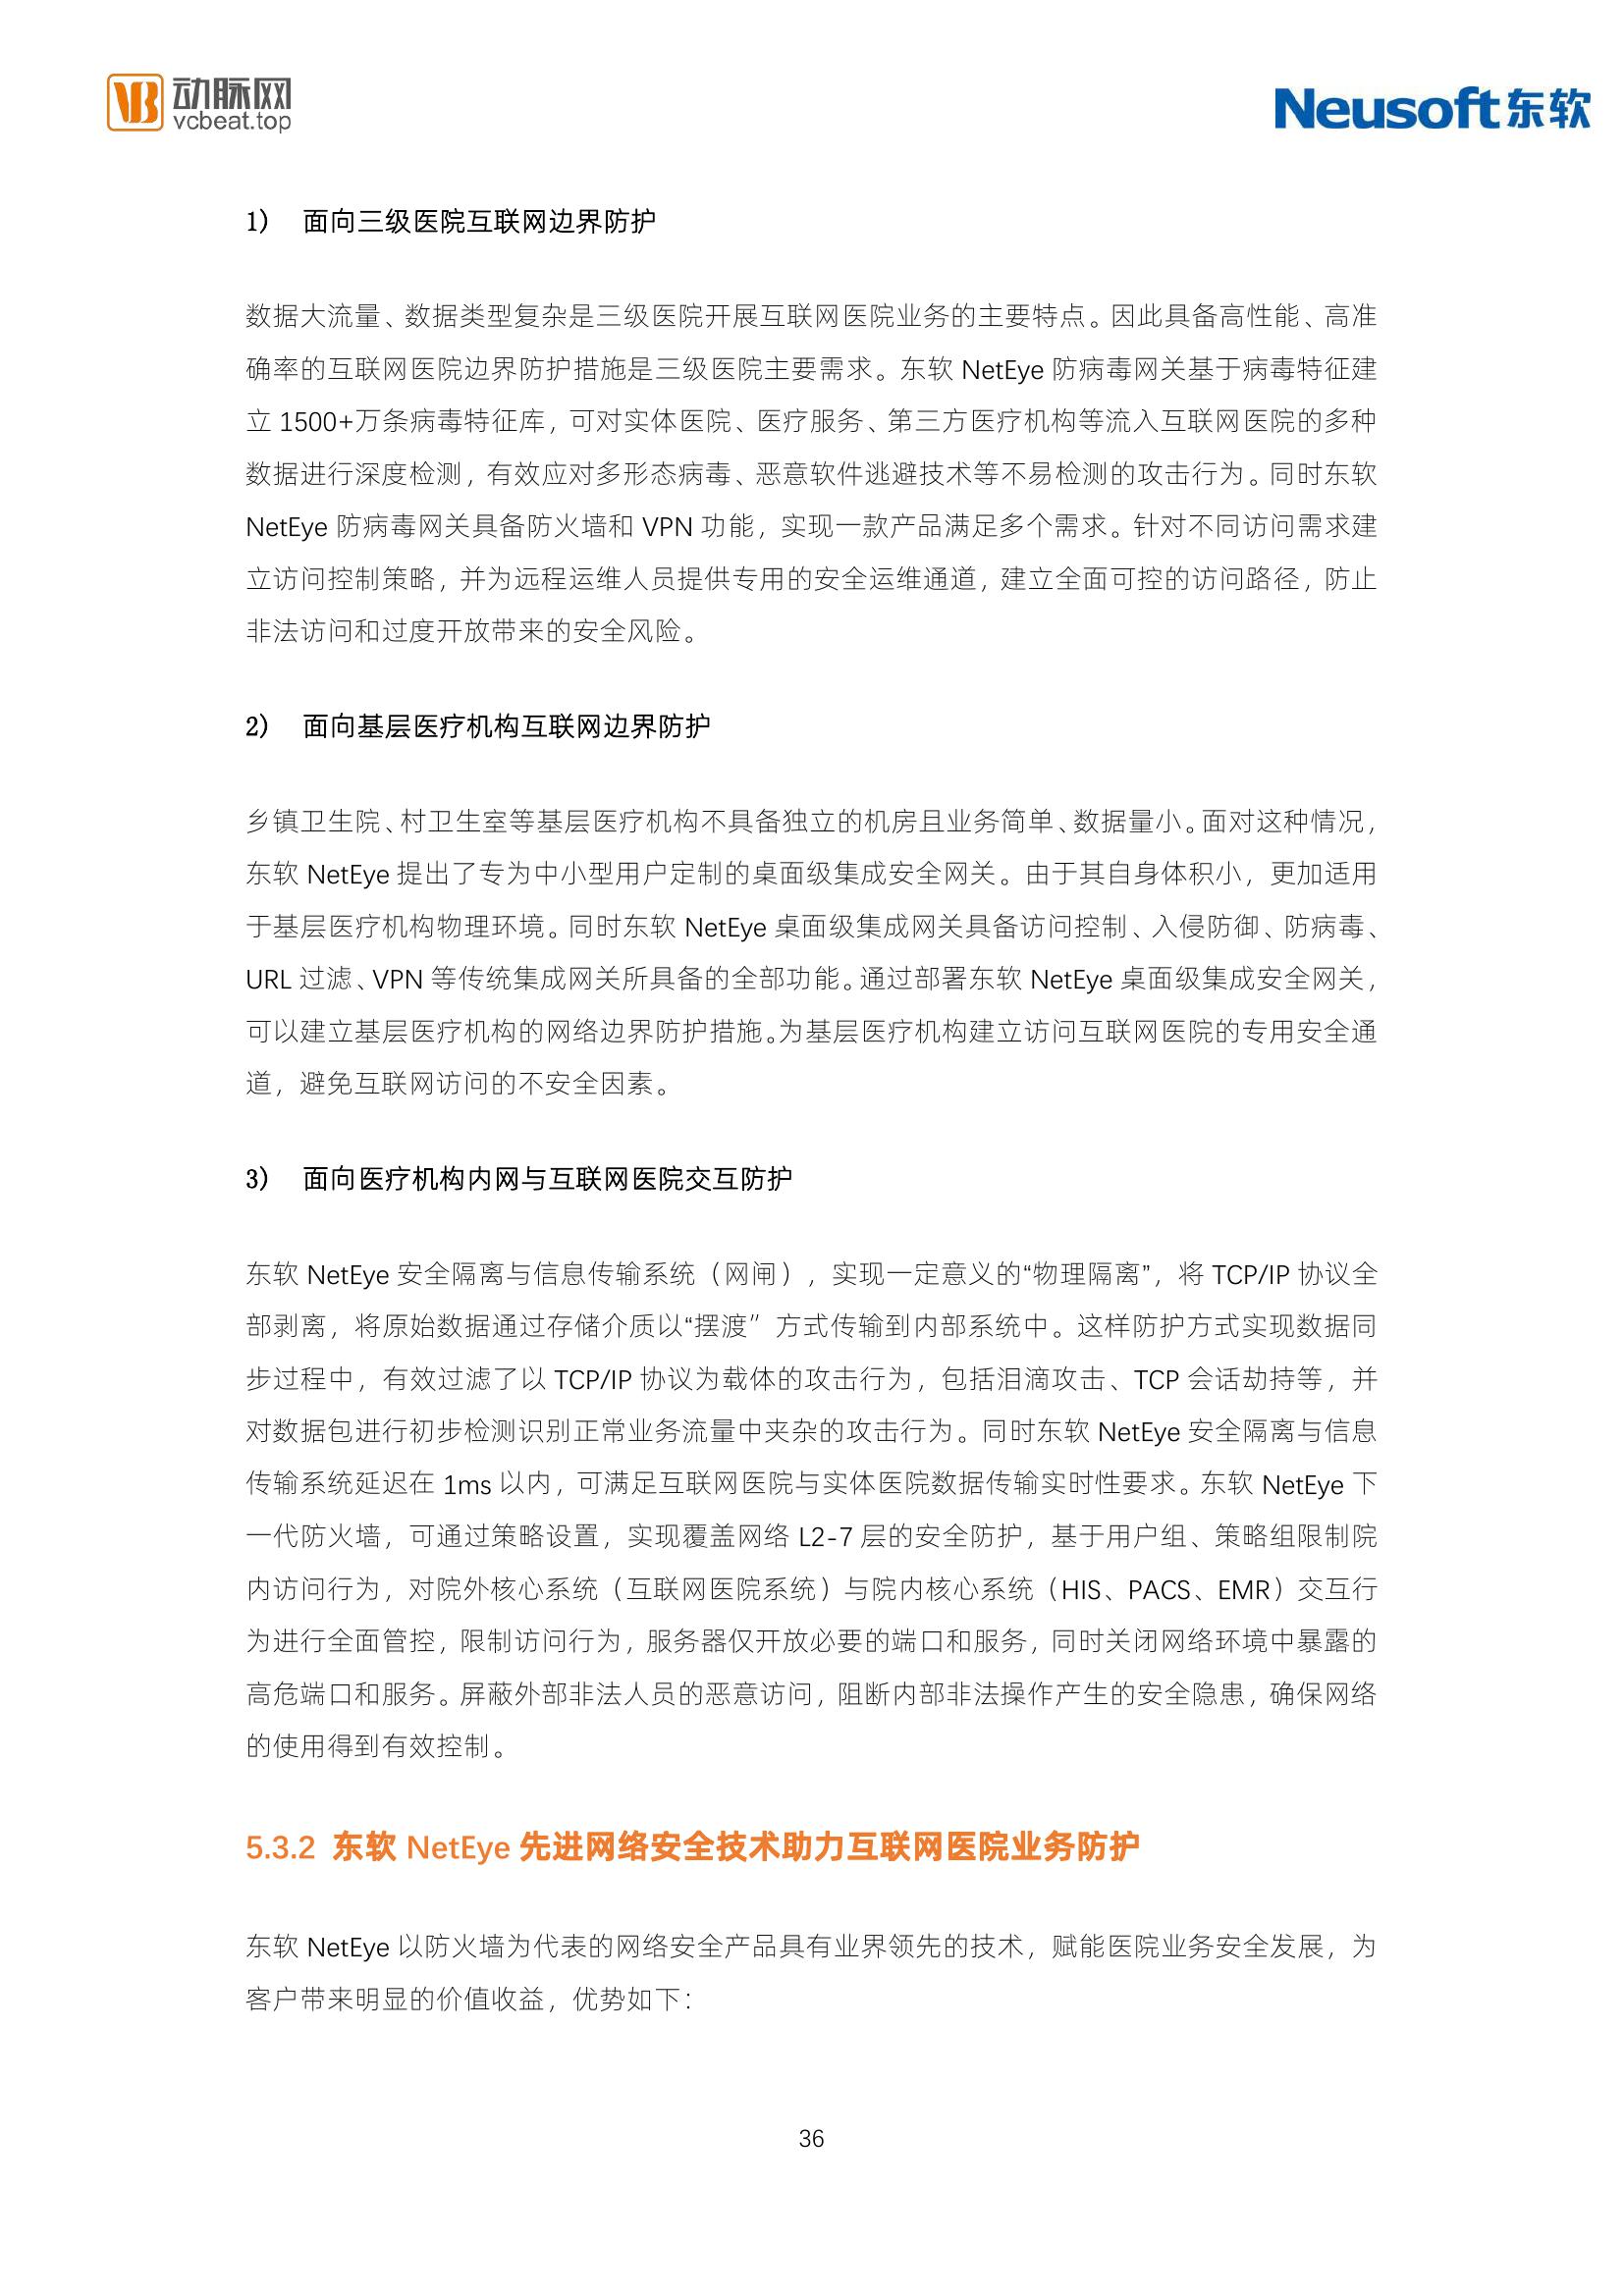 动脉网
vcbeat.top
Neusoft东软
1) 面向三级医院互联网边界防护
数据大流量、数据类型复杂是三级医院开展互联网医院业务的主要特点。因此具备高性能、高准
确率的互联网医院边界防护措施是三级医院主要需求。东软 NetEye 防病毒网关基于病毒特征建
立 1500+万条病毒特征库，可对实体医院、医疗服务、第三方医疗机构等流入互联网医院的多种
数据进行深度检测，有效应对多形态病毒、恶意软件逃避技术等不易检测的攻击行为。同时东软
NetEye 防病毒网关具备防火墙和 VPN 功能，实现一款产品满足多个需求。针对不同访问需求建
立访问控制策略，并为远程运维人员提供专用的安全运维通道，建立全面可控的访问路径，防止
非法访问和过度开放带来的安全风险。
2) 面向基层医疗机构互联网边界防护
乡镇卫生院、村卫生室等基层医疗机构不具备独立的机房且业务简单、数据量小。面对这种情况，
东软 NetEye 提出了专为中小型用户定制的桌面级集成安全网关。由于其自身体积小，更加适用
于基层医疗机构物理环境。同时东软 NetEye 桌面级集成网关具备访问控制、入侵防御、防病毒、
URL 过滤、VPN 等传统集成网关所具备的全部功能。通过部署东软 NetEye 桌面级集成安全网关，
可以建立基层医疗机构的网络边界防护措施。为基层医疗机构建立访问互联网医院的专用安全通
道，避免互联网访问的不安全因素。
3) 面向医疗机构内网与互联网医院交互防护
东软 NetEye 安全隔离与信息传输系统（网闸），实现一定意义的“物理隔离”，将 TCP/IP 协议全
部剥离，将原始数据通过存储介质以“摆渡”方式传输到内部系统中。这样防护方式实现数据同
步过程中，有效过滤了以 TCP/IP 协议为载体的攻击行为，包括泪滴攻击、TCP 会话劫持等，并
对数据包进行初步检测识别正常业务流量中夹杂的攻击行为。同时东软 NetEye 安全隔离与信息
传输系统延迟在 1ms 以内，可满足互联网医院与实体医院数据传输实时性要求。东软 NetEye 下
一代防火墙，可通过策略设置，实现覆盖网络 L2-7 层的安全防护，基于用户组、策略组限制院
内访问行为，对院外核心系统（互联网医院系统）与院内核心系统（HIS、PACS、EMR）交互行
为进行全面管控，限制访问行为，服务器仅开放必要的端口和服务，同时关闭网络环境中暴露的
高危端口和服务。屏蔽外部非法人员的恶意访问，阻断内部非法操作产生的安全隐患，确保网络
的使用得到有效控制。
5.3.2 东软 NetEye 先进网络安全技术助力互联网医院业务防护
东软 NetEye 以防火墙为代表的网络安全产品具有业界领先的技术，赋能医院业务安全发展，为
客户带来明显的价值收益，优势如下：
36